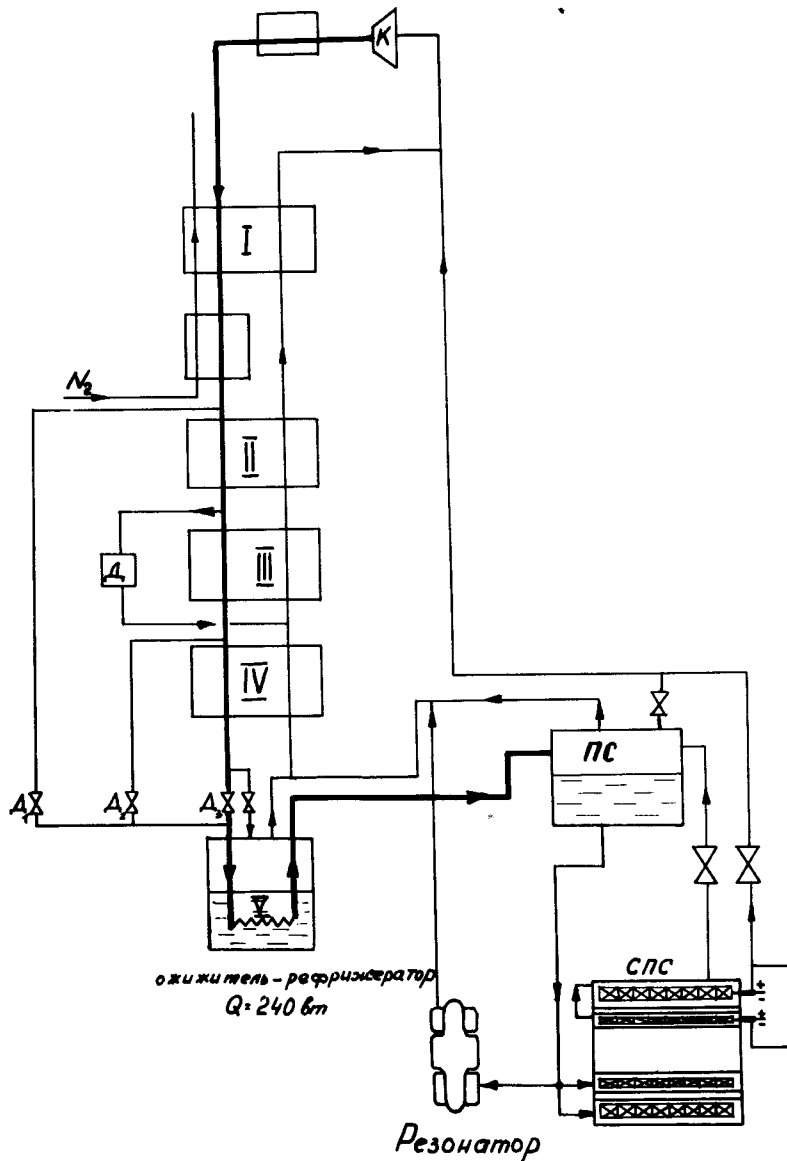 К
I
N₂
II
Д
III
IV
ПС
Д₁
Д₂
Д₃
V
ожижитель-рефрижератор
Q=240 вт
СПС
+
-
+
-
Резонатор